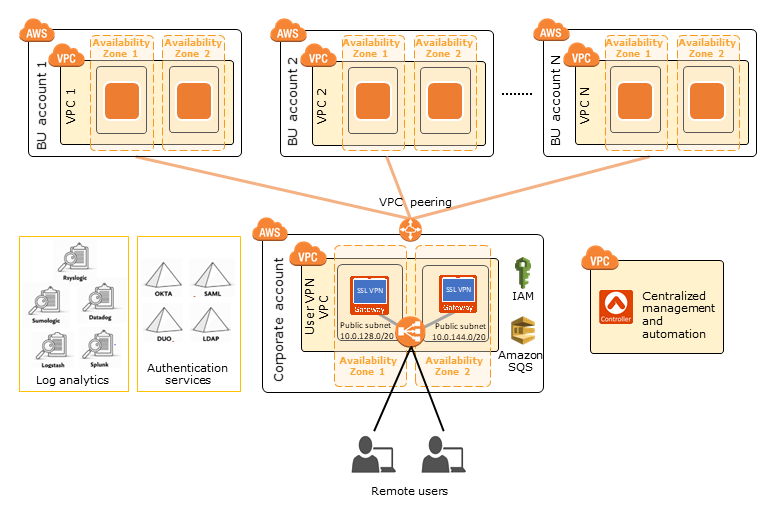 AWS
Availability
Zone 1
Availability
Zone 2
VPC
BU account 1
VPC 1
AWS
Availability
Zone 1
Availability
Zone 2
VPC
BU account 2
VPC 2
AWS
Availability
Zone 1
Availability
Zone 2
VPC
BU account N
VPC N
VPC peering
Rsyslogic
Sumologic
Datadog
Logstash
Splunk
Log analytics
OKTA
SAML
DUO
LDAP
Authentication
services
AWS
VPC
Corporate account
User VPN
VPC
SSL VPN
Gateway
SSL VPN
Gateway
Public subnet
10.0.128.0/20
Public subnet
10.0.144.0/20
Availability
Zone 1
Availability
Zone 2
IAM
Amazon
SQS
VPC
Controller
Centralized
management
and
automation
Remote users